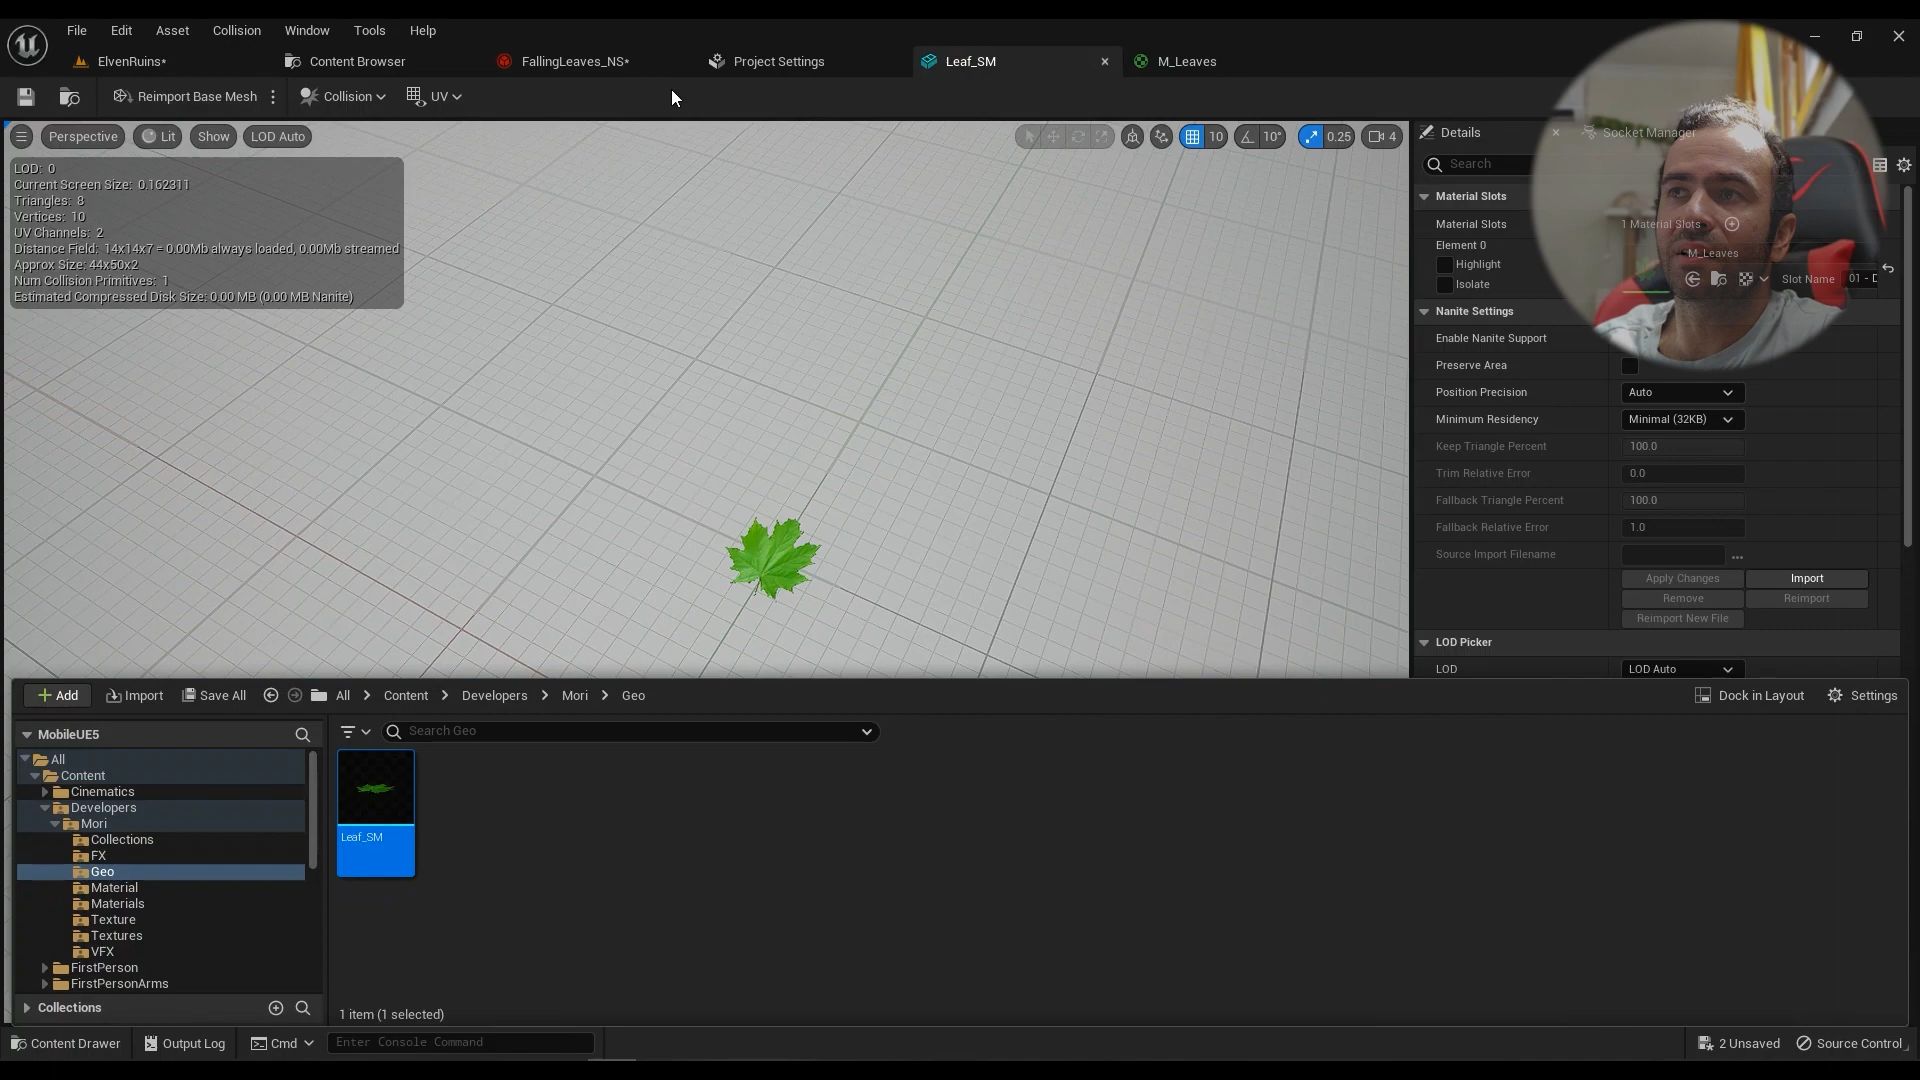 File Edit Asset Collision Window Tools Help
ElvenRuins* Content Browser FallingLeaves_NS* Project Settings Leaf_SM M_Leaves
Reimport Base Mesh Collision UV
Perspective Lit Show LOD Auto 10 10° 0.25 4
LOD: 0
Current Screen Size: 0.162311
Triangles: 8
Vertices: 10
UV Channels: 2
Distance Field: 14x14x7 = 0.00Mb always loaded, 0.00Mb streamed
Approx Size: 44x50x2
Num Collision Primitives: 1
Estimated Compressed Disk Size: 0.00 MB (0.00 MB Nanite)
Details Socket Manager
Search
Material Slots
Material Slots 1 Material Slots
Element 0
M_Leaves
Highlight
Isolate
Slot Name 01 - D
Nanite Settings
Enable Nanite Support
Preserve Area
Position Precision Auto
Minimum Residency Minimal (32KB)
Keep Triangle Percent 100.0
Trim Relative Error 0.0
Fallback Triangle Percent 100.0
Fallback Relative Error 1.0
Source Import Filename ...
Apply Changes Import
Remove Reimport
Reimport New File
LOD Picker
LOD LOD Auto
Add Import Save All All Content Developers Mori Geo Dock in Layout Settings
MobileUE5
Search Geo
All
Content
Cinematics
Developers
Mori
Collections
FX
Geo
Material
Materials
Texture
Textures
VFX
FirstPerson
FirstPersonArms
Collections
Leaf_SM
1 item (1 selected)
Content Drawer Output Log Cmd Enter Console Command 2 Unsaved Source Control